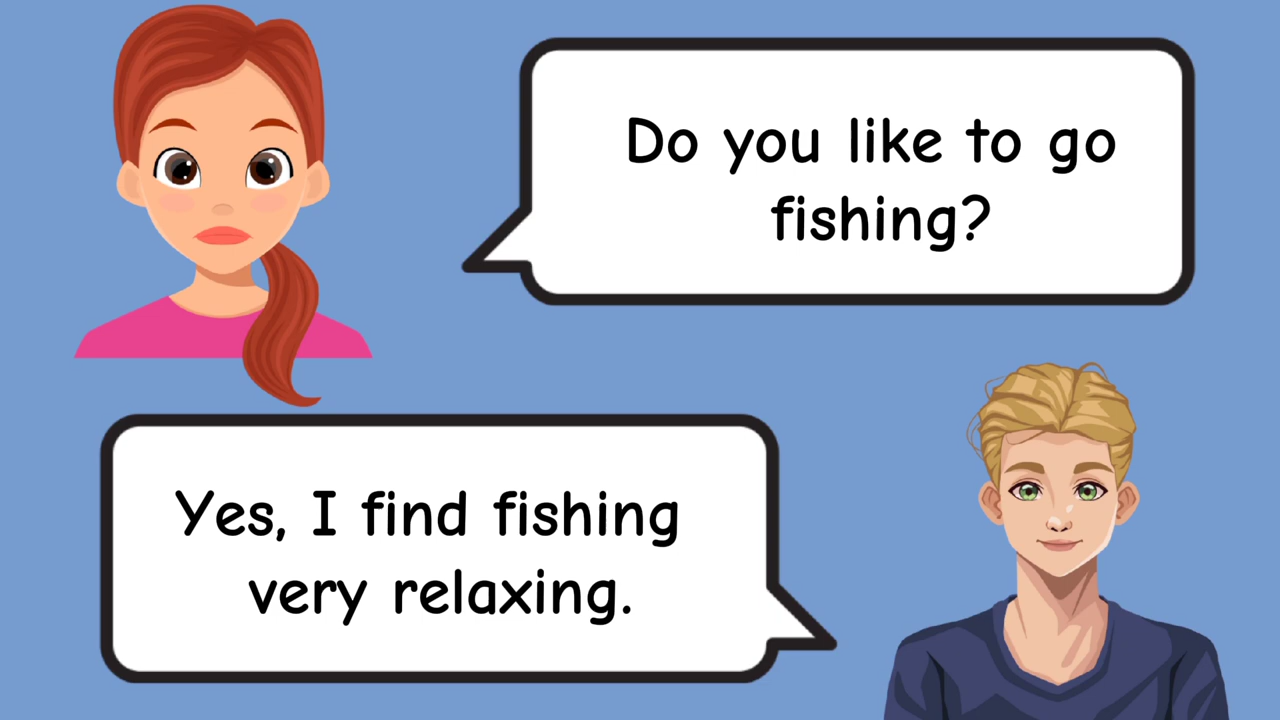 Do you like to go
fishing?
Yes, I find fishing
very relaxing.